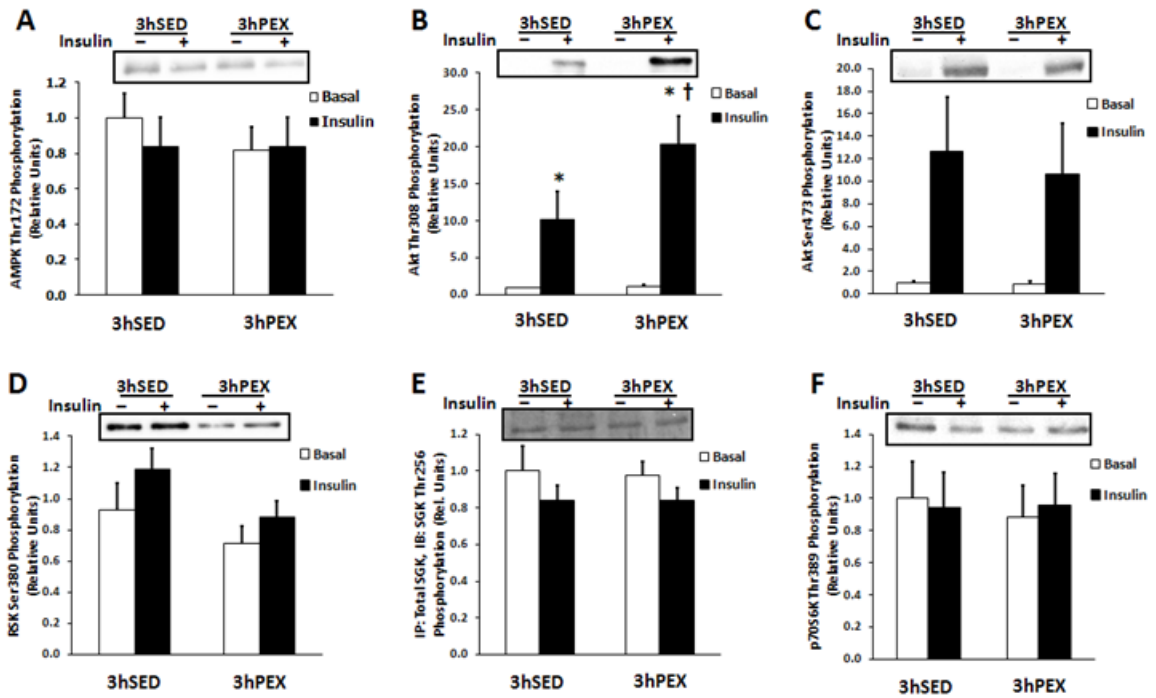 A
3hSED 3hPEX
Insulin − + − +
AMPK Thr172 Phosphorylation
(Relative Units)
1.2
1.0
0.8
0.6
0.4
0.2
0.0
Basal
Insulin
3hSED 3hPEX
B
3hSED 3hPEX
Insulin − + − +
Akt Thr308 Phosphorylation
(Relative Units)
30.0
25.0
20.0
15.0
10.0
5.0
0.0
* †
*
Basal
Insulin
3hSED 3hPEX
C
3hSED 3hPEX
Insulin − + − +
Akt Ser473 Phosphorylation
(Relative Units)
20.0
18.0
16.0
14.0
12.0
10.0
8.0
6.0
4.0
2.0
0.0
Basal
Insulin
3hSED 3hPEX
D
3hSED 3hPEX
Insulin − + − +
RSK Ser380 Phosphorylation
(Relative Units)
1.4
1.2
1.0
0.8
0.6
0.4
0.2
0.0
Basal
Insulin
3hSED 3hPEX
E
3hSED 3hPEX
Insulin − + − +
IP: Total SGK, IB: SGK Thr256
Phosphorylation (Rel. Units)
1.2
1.0
0.8
0.6
0.4
0.2
0.0
Basal
Insulin
3hSED 3hPEX
F
3hSED 3hPEX
Insulin − + − +
p70S6K Thr389 Phosphorylation
(Relative Units)
1.4
1.2
1.0
0.8
0.6
0.4
0.2
0.0
Basal
Insulin
3hSED 3hPEX